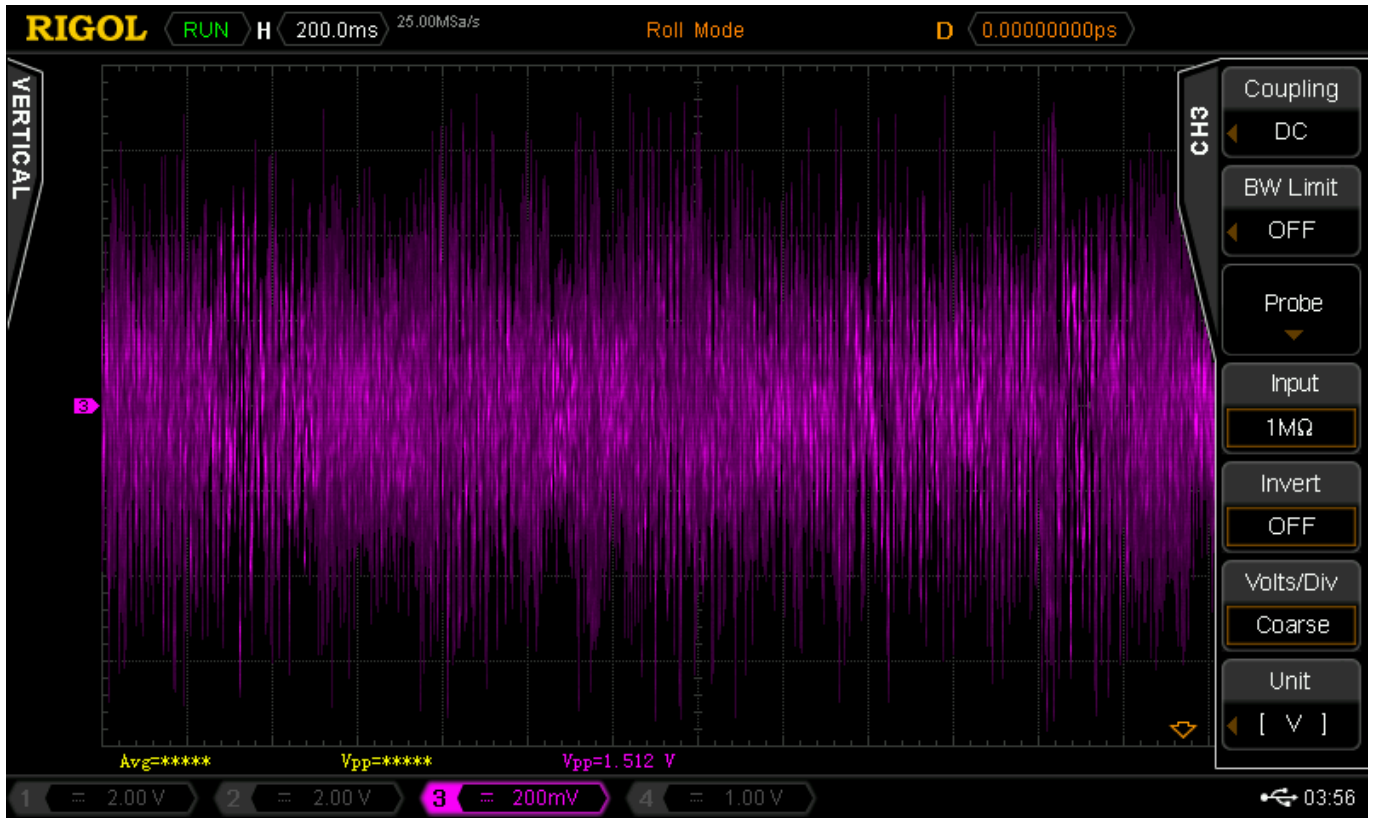 RIGOL RUN H 200.0ms 25.00MSa/s Roll Mode D 0.00000000ps
VERTICAL
CH3
Coupling
DC
BW Limit
OFF
Probe
Input
1MΩ
Invert
OFF
Volts/Div
Coarse
Unit
[ V ]
3
Avg=***** Vpp=***** Vpp=1.512 V
1 2.00 V 2 2.00 V 3 200mV 4 1.00 V 03:56